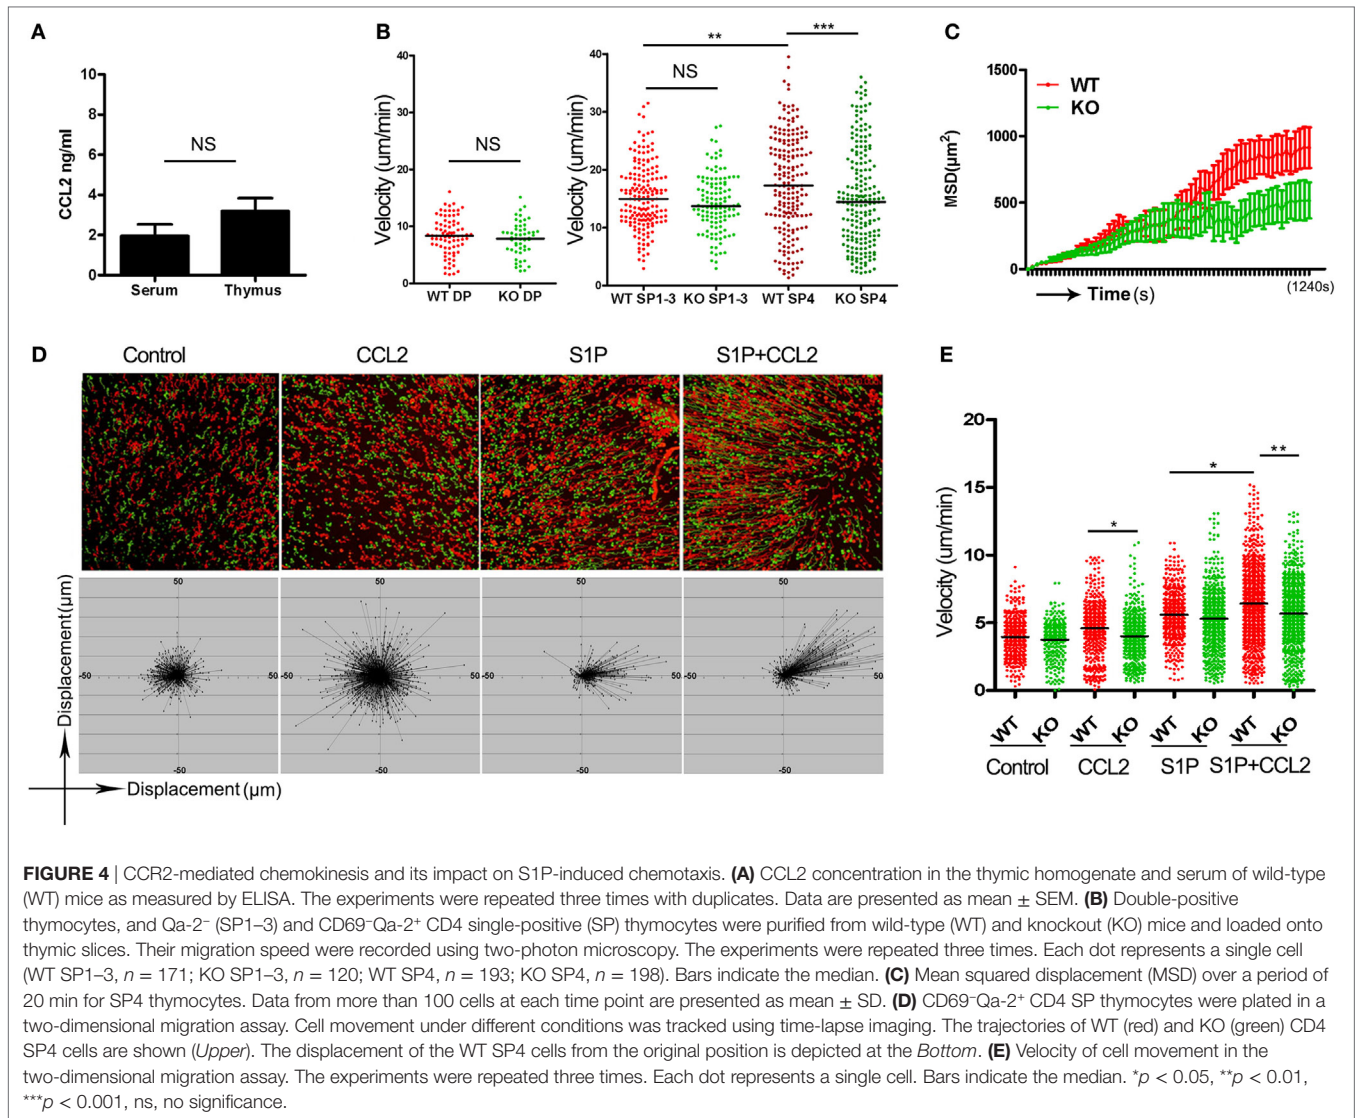 A
CCL2 ng/ml
10
8
6
4
2
0
NS
Serum
Thymus
B
Velocity (um/min)
40
30
20
10
0
NS
WT DP
KO DP
Velocity (um/min)
40
30
20
10
0
**
***
NS
WT SP1-3
KO SP1-3
WT SP4
KO SP4
C
MSD(μm²)
1500
1000
500
0
WT
KO
Time(s)
(1240s)
D
Control
CCL2
S1P
S1P+CCL2
Displacement(μm)
50
-50
50
-50
50
-50
50
-50
50
-50
50
-50
50
-50
50
-50
Displacement (μm)
E
Velocity (um/min)
20
15
10
5
0
*
*
**
WT
KO
WT
KO
WT
KO
WT
KO
Control
CCL2
S1P
S1P+CCL2
FIGURE 4 | CCR2-mediated chemokinesis and its impact on S1P-induced chemotaxis. (A) CCL2 concentration in the thymic homogenate and serum of wild-type
(WT) mice as measured by ELISA. The experiments were repeated three times with duplicates. Data are presented as mean ± SEM. (B) Double-positive
thymocytes, and Qa-2⁻ (SP1–3) and CD69⁻Qa-2⁺ CD4 single-positive (SP) thymocytes were purified from wild-type (WT) and knockout (KO) mice and loaded onto
thymic slices. Their migration speed were recorded using two-photon microscopy. The experiments were repeated three times. Each dot represents a single cell
(WT SP1–3, n = 171; KO SP1–3, n = 120; WT SP4, n = 193; KO SP4, n = 198). Bars indicate the median. (C) Mean squared displacement (MSD) over a period of
20 min for SP4 thymocytes. Data from more than 100 cells at each time point are presented as mean ± SD. (D) CD69⁻Qa-2⁺ CD4 SP thymocytes were plated in a
two-dimensional migration assay. Cell movement under different conditions was tracked using time-lapse imaging. The trajectories of WT (red) and KO (green) CD4
SP4 cells are shown (Upper). The displacement of the WT SP4 cells from the original position is depicted at the Bottom. (E) Velocity of cell movement in the
two-dimensional migration assay. The experiments were repeated three times. Each dot represents a single cell. Bars indicate the median. *p < 0.05, **p < 0.01,
***p < 0.001, ns, no significance.